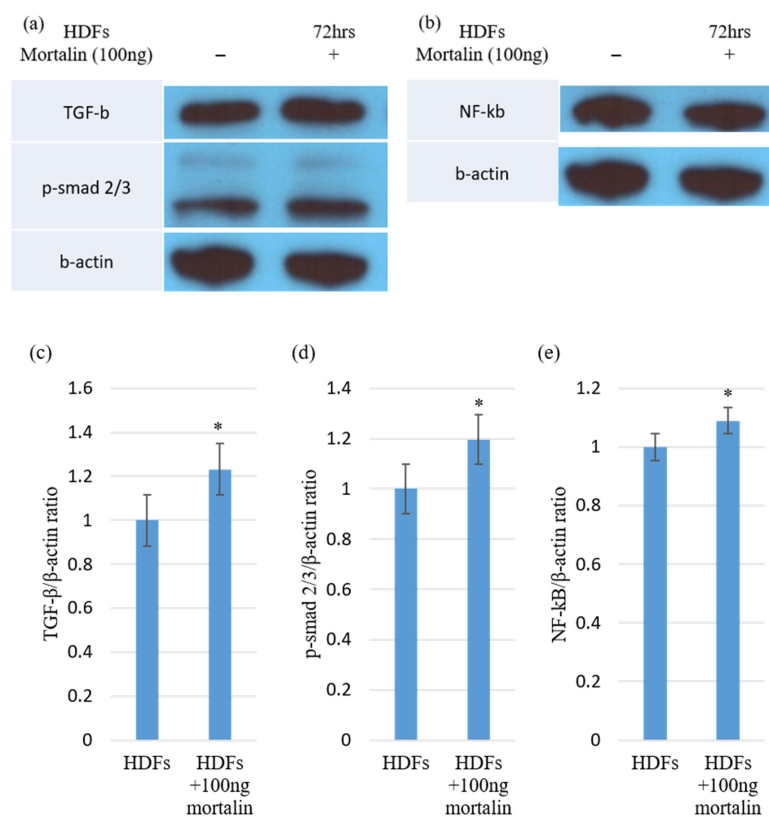 (a)
HDFs 72hrs
Mortalin (100ng) – +
TGF-b
p-smad 2/3
b-actin
(b)
HDFs 72hrs
Mortalin (100ng) – +
NF-kb
b-actin
(c)
TGF-β/β-actin ratio
1.6
1.4
1.2
1
0.8
0.6
0.4
0.2
0
*
HDFs HDFs
+100ng
mortalin
(d)
p-smad 2/3/β-actin ratio
1.4
1.2
1
0.8
0.6
0.4
0.2
0
*
HDFs HDFs
+100ng
mortalin
(e)
NF-kB/β-actin ratio
1.2
1
0.8
0.6
0.4
0.2
0
*
HDFs HDFs
+100ng
mortalin